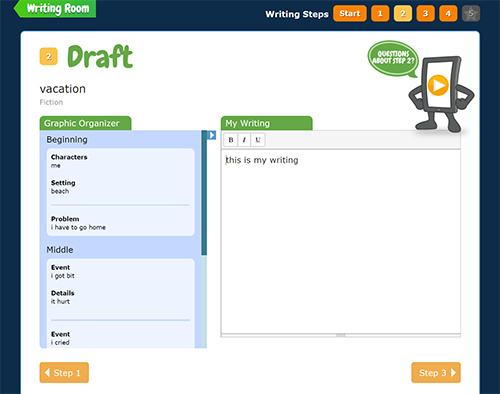 Writing Room
Writing Steps
Start
1
2
3
4
5
2
Draft
QUESTIONS
ABOUT STEP 2?
vacation
Fiction
Graphic Organizer
Beginning
Characters
me
Setting
beach
Problem
i have to go home
Middle
Event
i got bit
Details
it hurt
Event
i cried
My Writing
B I U
this is my writing
Step 1
Step 3